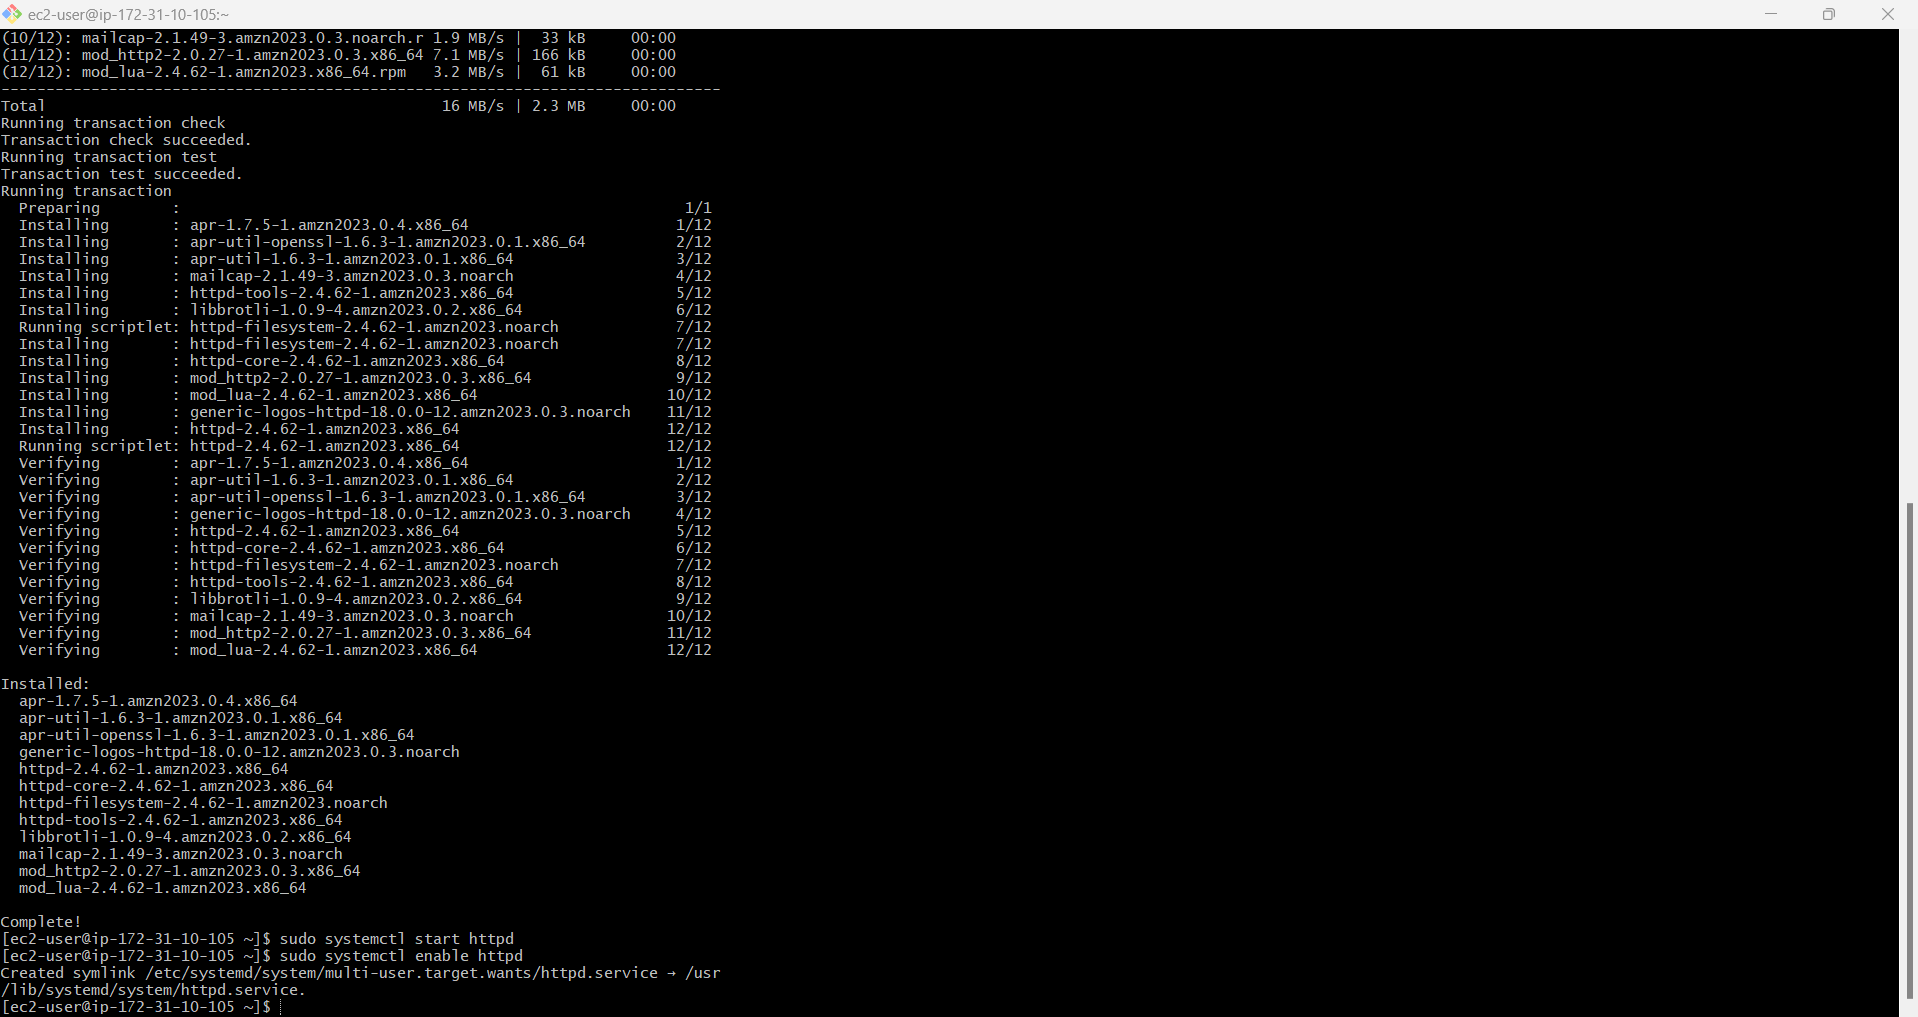 ec2-user@ip-172-31-10-105:~
(10/12): mailcap-2.1.49-3.amzn2023.0.3.noarch.r 1.9 MB/s |  33 kB     00:00
(11/12): mod_http2-2.0.27-1.amzn2023.0.3.x86_64 7.1 MB/s | 166 kB     00:00
(12/12): mod_lua-2.4.62-1.amzn2023.x86_64.rpm   3.2 MB/s |  61 kB     00:00
--------------------------------------------------------------------------------
Total                                            16 MB/s | 2.3 MB     00:00
Running transaction check
Transaction check succeeded.
Running transaction test
Transaction test succeeded.
Running transaction
  Preparing        :                                                        1/1
  Installing       : apr-1.7.5-1.amzn2023.0.4.x86_64                       1/12
  Installing       : apr-util-openssl-1.6.3-1.amzn2023.0.1.x86_64          2/12
  Installing       : apr-util-1.6.3-1.amzn2023.0.1.x86_64                  3/12
  Installing       : mailcap-2.1.49-3.amzn2023.0.3.noarch                  4/12
  Installing       : httpd-tools-2.4.62-1.amzn2023.x86_64                  5/12
  Installing       : libbrotli-1.0.9-4.amzn2023.0.2.x86_64                 6/12
  Running scriptlet: httpd-filesystem-2.4.62-1.amzn2023.noarch             7/12
  Installing       : httpd-filesystem-2.4.62-1.amzn2023.noarch             7/12
  Installing       : httpd-core-2.4.62-1.amzn2023.x86_64                   8/12
  Installing       : mod_http2-2.0.27-1.amzn2023.0.3.x86_64                9/12
  Installing       : mod_lua-2.4.62-1.amzn2023.x86_64                     10/12
  Installing       : generic-logos-httpd-18.0.0-12.amzn2023.0.3.noarch    11/12
  Installing       : httpd-2.4.62-1.amzn2023.x86_64                       12/12
  Running scriptlet: httpd-2.4.62-1.amzn2023.x86_64                       12/12
  Verifying        : apr-1.7.5-1.amzn2023.0.4.x86_64                       1/12
  Verifying        : apr-util-1.6.3-1.amzn2023.0.1.x86_64                  2/12
  Verifying        : apr-util-openssl-1.6.3-1.amzn2023.0.1.x86_64          3/12
  Verifying        : generic-logos-httpd-18.0.0-12.amzn2023.0.3.noarch     4/12
  Verifying        : httpd-2.4.62-1.amzn2023.x86_64                        5/12
  Verifying        : httpd-core-2.4.62-1.amzn2023.x86_64                   6/12
  Verifying        : httpd-filesystem-2.4.62-1.amzn2023.noarch             7/12
  Verifying        : httpd-tools-2.4.62-1.amzn2023.x86_64                  8/12
  Verifying        : libbrotli-1.0.9-4.amzn2023.0.2.x86_64                 9/12
  Verifying        : mailcap-2.1.49-3.amzn2023.0.3.noarch                 10/12
  Verifying        : mod_http2-2.0.27-1.amzn2023.0.3.x86_64               11/12
  Verifying        : mod_lua-2.4.62-1.amzn2023.x86_64                     12/12

Installed:
  apr-1.7.5-1.amzn2023.0.4.x86_64
  apr-util-1.6.3-1.amzn2023.0.1.x86_64
  apr-util-openssl-1.6.3-1.amzn2023.0.1.x86_64
  generic-logos-httpd-18.0.0-12.amzn2023.0.3.noarch
  httpd-2.4.62-1.amzn2023.x86_64
  httpd-core-2.4.62-1.amzn2023.x86_64
  httpd-filesystem-2.4.62-1.amzn2023.noarch
  httpd-tools-2.4.62-1.amzn2023.x86_64
  libbrotli-1.0.9-4.amzn2023.0.2.x86_64
  mailcap-2.1.49-3.amzn2023.0.3.noarch
  mod_http2-2.0.27-1.amzn2023.0.3.x86_64
  mod_lua-2.4.62-1.amzn2023.x86_64

Complete!
[ec2-user@ip-172-31-10-105 ~]$ sudo systemctl start httpd
[ec2-user@ip-172-31-10-105 ~]$ sudo systemctl enable httpd
Created symlink /etc/systemd/system/multi-user.target.wants/httpd.service → /usr
/lib/systemd/system/httpd.service.
[ec2-user@ip-172-31-10-105 ~]$